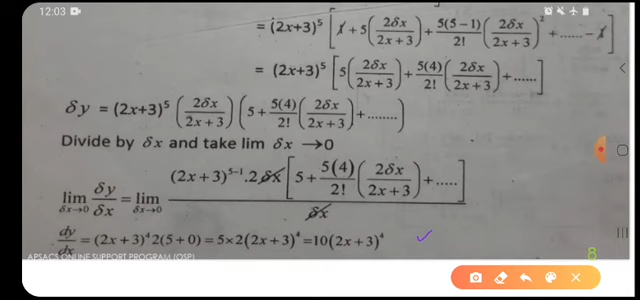 12:03
= (2x+3)⁵ [1 + 5(2δx/2x+3) + 5(5−1)/2! (2δx/2x+3)² + ...... − 1]
= (2x+3)⁵ [5(2δx/2x+3) + 5(4)/2! (2δx/2x+3) + ......]
δy = (2x+3)⁵ (2δx/2x+3) (5 + 5(4)/2! (2δx/2x+3) + ........)
Divide by δx and take lim δx →0
lim δx→0 δy/δx = lim δx→0 (2x+3)⁵⁻¹.2δx [5 + 5(4)/2! (2δx/2x+3) + .....] / δx
dy/dx = (2x+3)⁴2(5+0) = 5×2(2x+3)⁴ =10(2x+3)⁴
APSACS ONLINE SUPPORT PROGRAM (OSP)
8